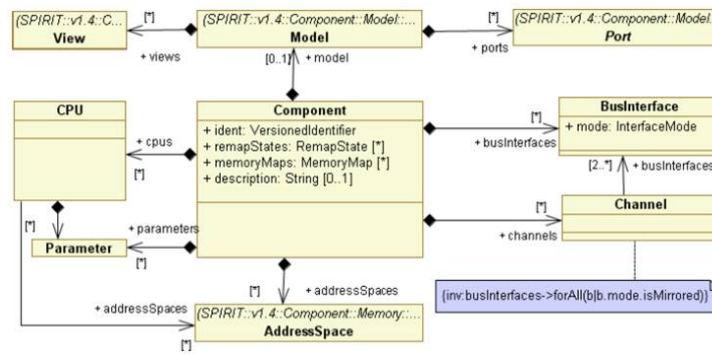 (SPIRIT::v1.4::C...
View
[*]
+ views
(SPIRIT::v1.4::Component::Model::...
Model
[*]
+ ports
(SPIRIT::v1.4::Component::Model.
Port
[0..1]
+ model
CPU
+ cpus
[*]
Component
+ ident: VersionedIdentifier
+ remapStates: RemapState [*]
+ memoryMaps: MemoryMap [*]
+ description: String [0..1]
[*]
+ busInterfaces
BusInterface
+ mode: InterfaceMode
[2..*]
+ busInterfaces
[*]
+ channels
Channel
[*]
Parameter
+ parameters
[*]
[*]
+ addressSpaces
+ addressSpaces
[*]
(SPIRIT::v1.4::Component::Memory::...
AddressSpace
{inv:busInterfaces->forAll(b|b.mode.isMirrored)}